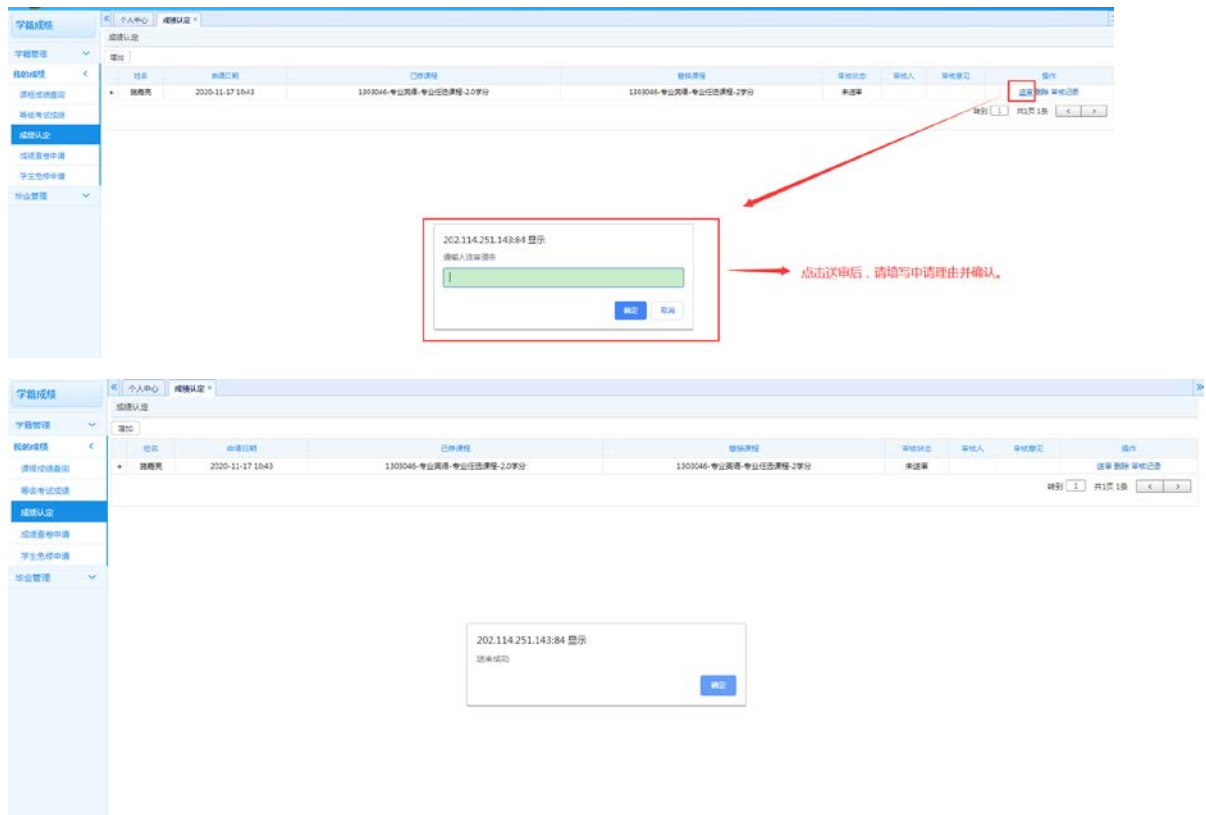 学籍成绩
个人中心 成绩认定 ×
成绩认定
学籍管理
增加
我的成绩
姓名 申请日期 已修课程 替换课程 审核状态 审核人 审核意见 操作
课程成绩查询
+ 2020-11-17 10:43 1303046-专业英语-专业任选课程-2.0学分 1303046-专业英语-专业任选课程-2学分 未送审 送审 删除 审核记录
等级考试成绩
转到 1 共1页 1条 < >
成绩认定
成绩查卷申请
学生免修申请
毕业管理
202.114.251.143:84 显示
请输入送审理由
点击送审后，请填写申请理由并确认。
确定 取消
学籍成绩
个人中心 成绩认定 ×
成绩认定
学籍管理
增加
我的成绩
姓名 申请日期 已修课程 替换课程 审核状态 审核人 审核意见 操作
课程成绩查询
+ 2020-11-17 10:43 1303046-专业英语-专业任选课程-2.0学分 1303046-专业英语-专业任选课程-2学分 未送审 送审 删除 审核记录
等级考试成绩
转到 1 共1页 1条 < >
成绩认定
成绩查卷申请
学生免修申请
毕业管理
202.114.251.143:84 显示
送审成功
确定